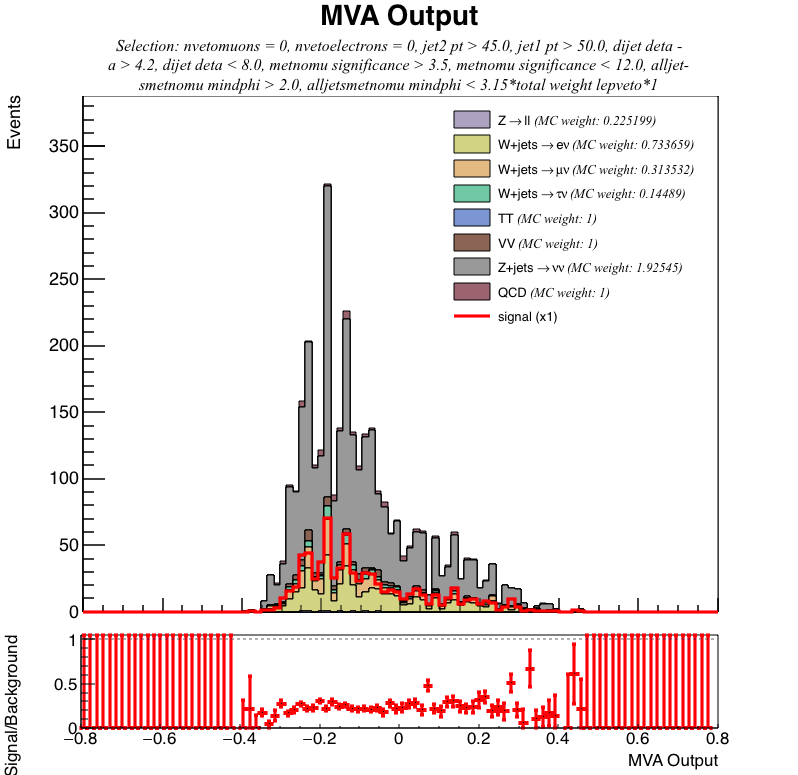 MVA Output
Selection: nvetomuons = 0, nvetoelectrons = 0, jet2 pt > 45.0, jet1 pt > 50.0, dijet deta -
a > 4.2, dijet deta < 8.0, metnomu significance > 3.5, metnomu significance < 12.0, alljet-
smetnomu mindphi > 2.0, alljetsmetnomu mindphi < 3.15*total weight lepveto*1
Events
350
300
250
200
150
100
50
0
Z→ll (MC weight: 0.225199)
W+jets→eν (MC weight: 0.733659)
W+jets→μν (MC weight: 0.313532)
W+jets→τν (MC weight: 0.14489)
TT (MC weight: 1)
VV (MC weight: 1)
Z+jets→νν (MC weight: 1.92545)
QCD (MC weight: 1)
signal (x1)
Signal/Background
1
0.5
0
−0.8 −0.6 −0.4 −0.2 0 0.2 0.4 0.6 0.8
MVA Output